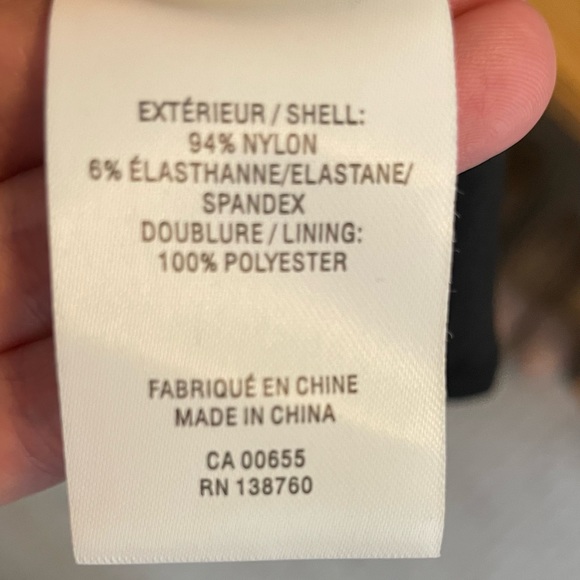 EXTÉRIEUR / SHELL:
94% NYLON
6% ÉLASTHANNE/ELASTANE/
SPANDEX
DOUBLURE / LINING:
100% POLYESTER
FABRIQUÉ EN CHINE
MADE IN CHINA
CA 00655
RN 138760